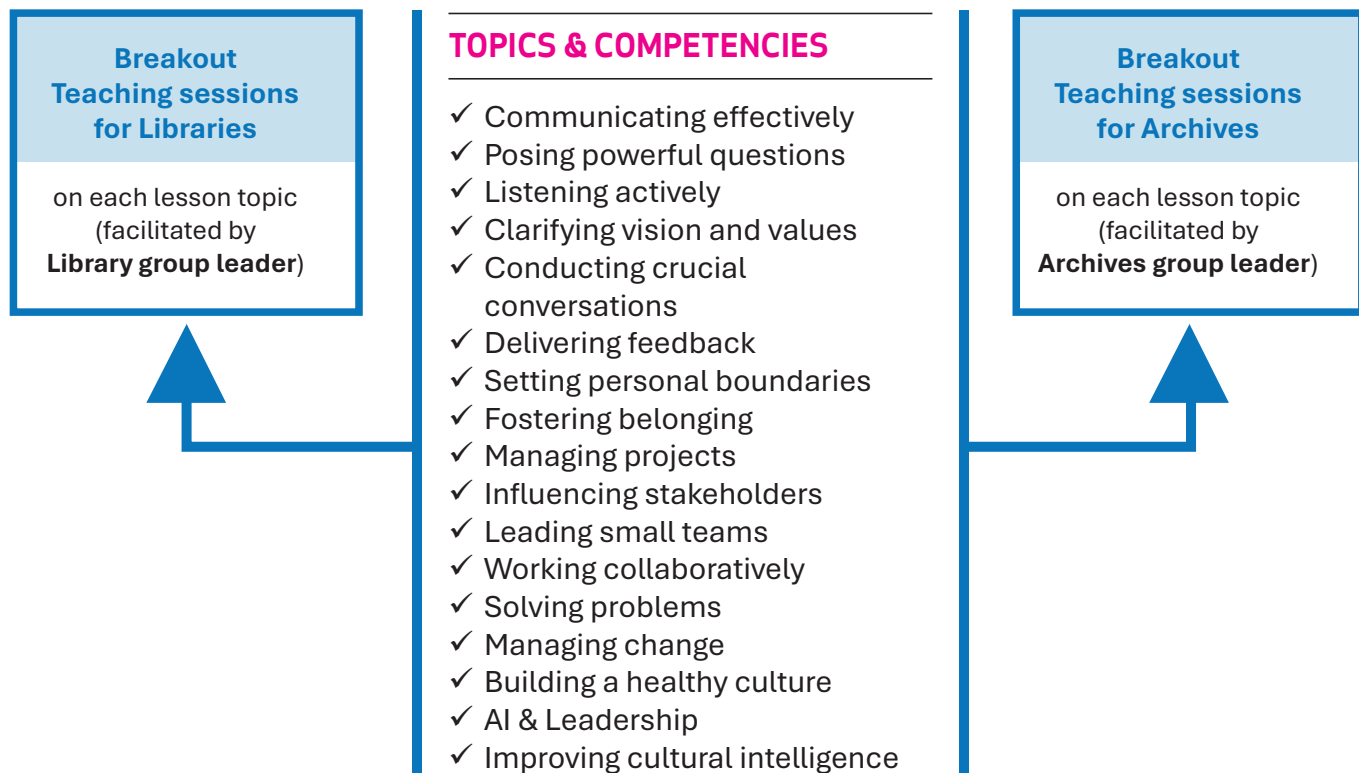 Breakout
Teaching sessions
for Libraries
on each lesson topic
(facilitated by
Library group leader)
TOPICS & COMPETENCIES
✓ Communicating effectively
✓ Posing powerful questions
✓ Listening actively
✓ Clarifying vision and values
✓ Conducting crucial
conversations
✓ Delivering feedback
✓ Setting personal boundaries
✓ Fostering belonging
✓ Managing projects
✓ Influencing stakeholders
✓ Leading small teams
✓ Working collaboratively
✓ Solving problems
✓ Managing change
✓ Building a healthy culture
✓ AI & Leadership
✓ Improving cultural intelligence
Breakout
Teaching sessions
for Archives
on each lesson topic
(facilitated by
Archives group leader)